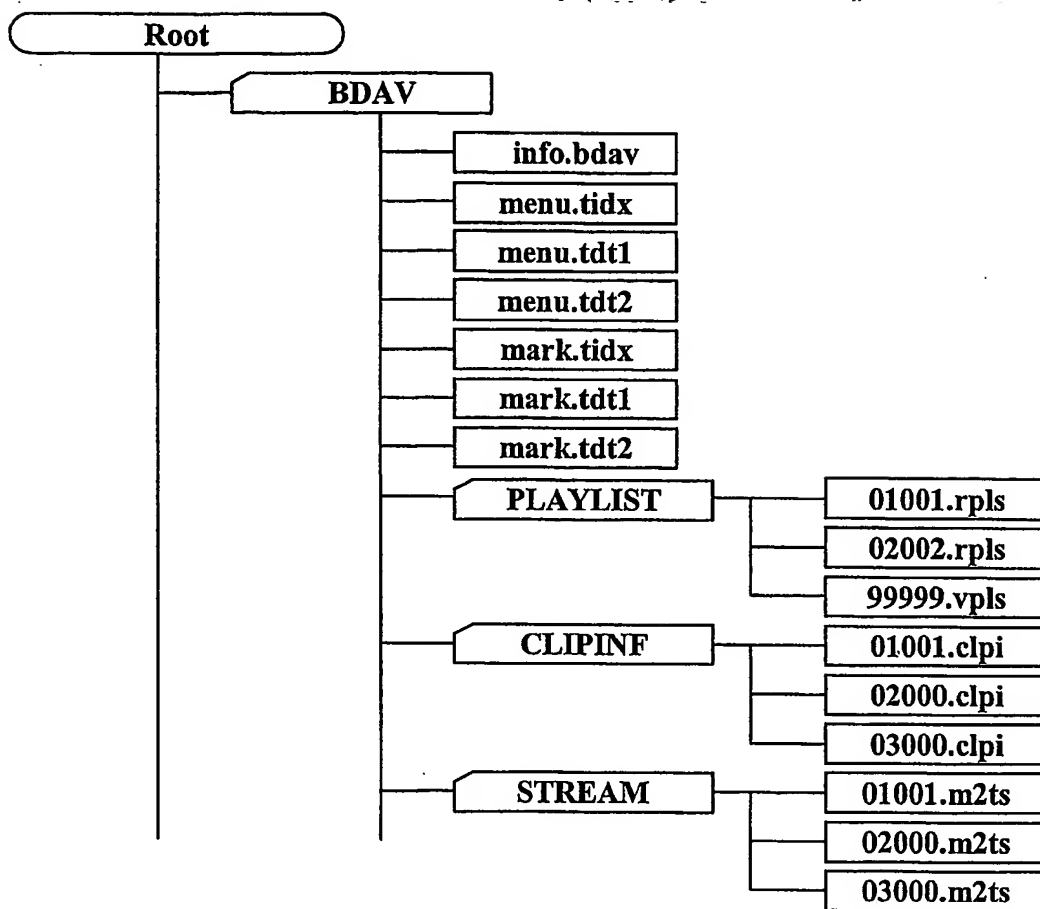 Root
BDAV
info.bdav
menu.tidx
menu.tdt1
menu.tdt2
mark.tidx
mark.tdt1
mark.tdt2
PLAYLIST
01001.rpls
02002.rpls
99999.vpls
CLIPINF
01001.clpi
02000.clpi
03000.clpi
STREAM
01001.m2ts
02000.m2ts
03000.m2ts